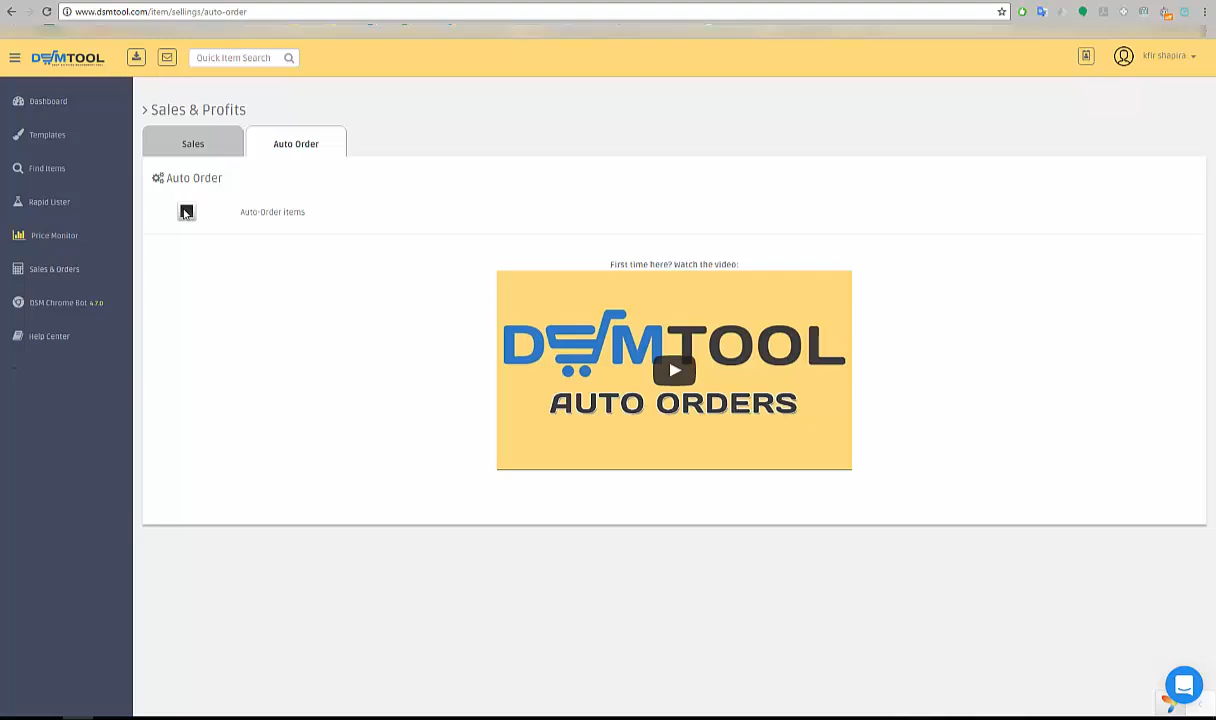 www.dsmtool.com/item/sellings/auto-order
DSMTOOL
Quick Item Search
kfir shapira
Dashboard
Templates
Find Items
Rapid Lister
Price Monitor
Sales & Orders
DSM Chrome Bot 4.7.0
Help Center
> Sales & Profits
Sales
Auto Order
Auto Order
Auto-Order items
First time here? Watch the video:
DSMTOOL
AUTO ORDERS